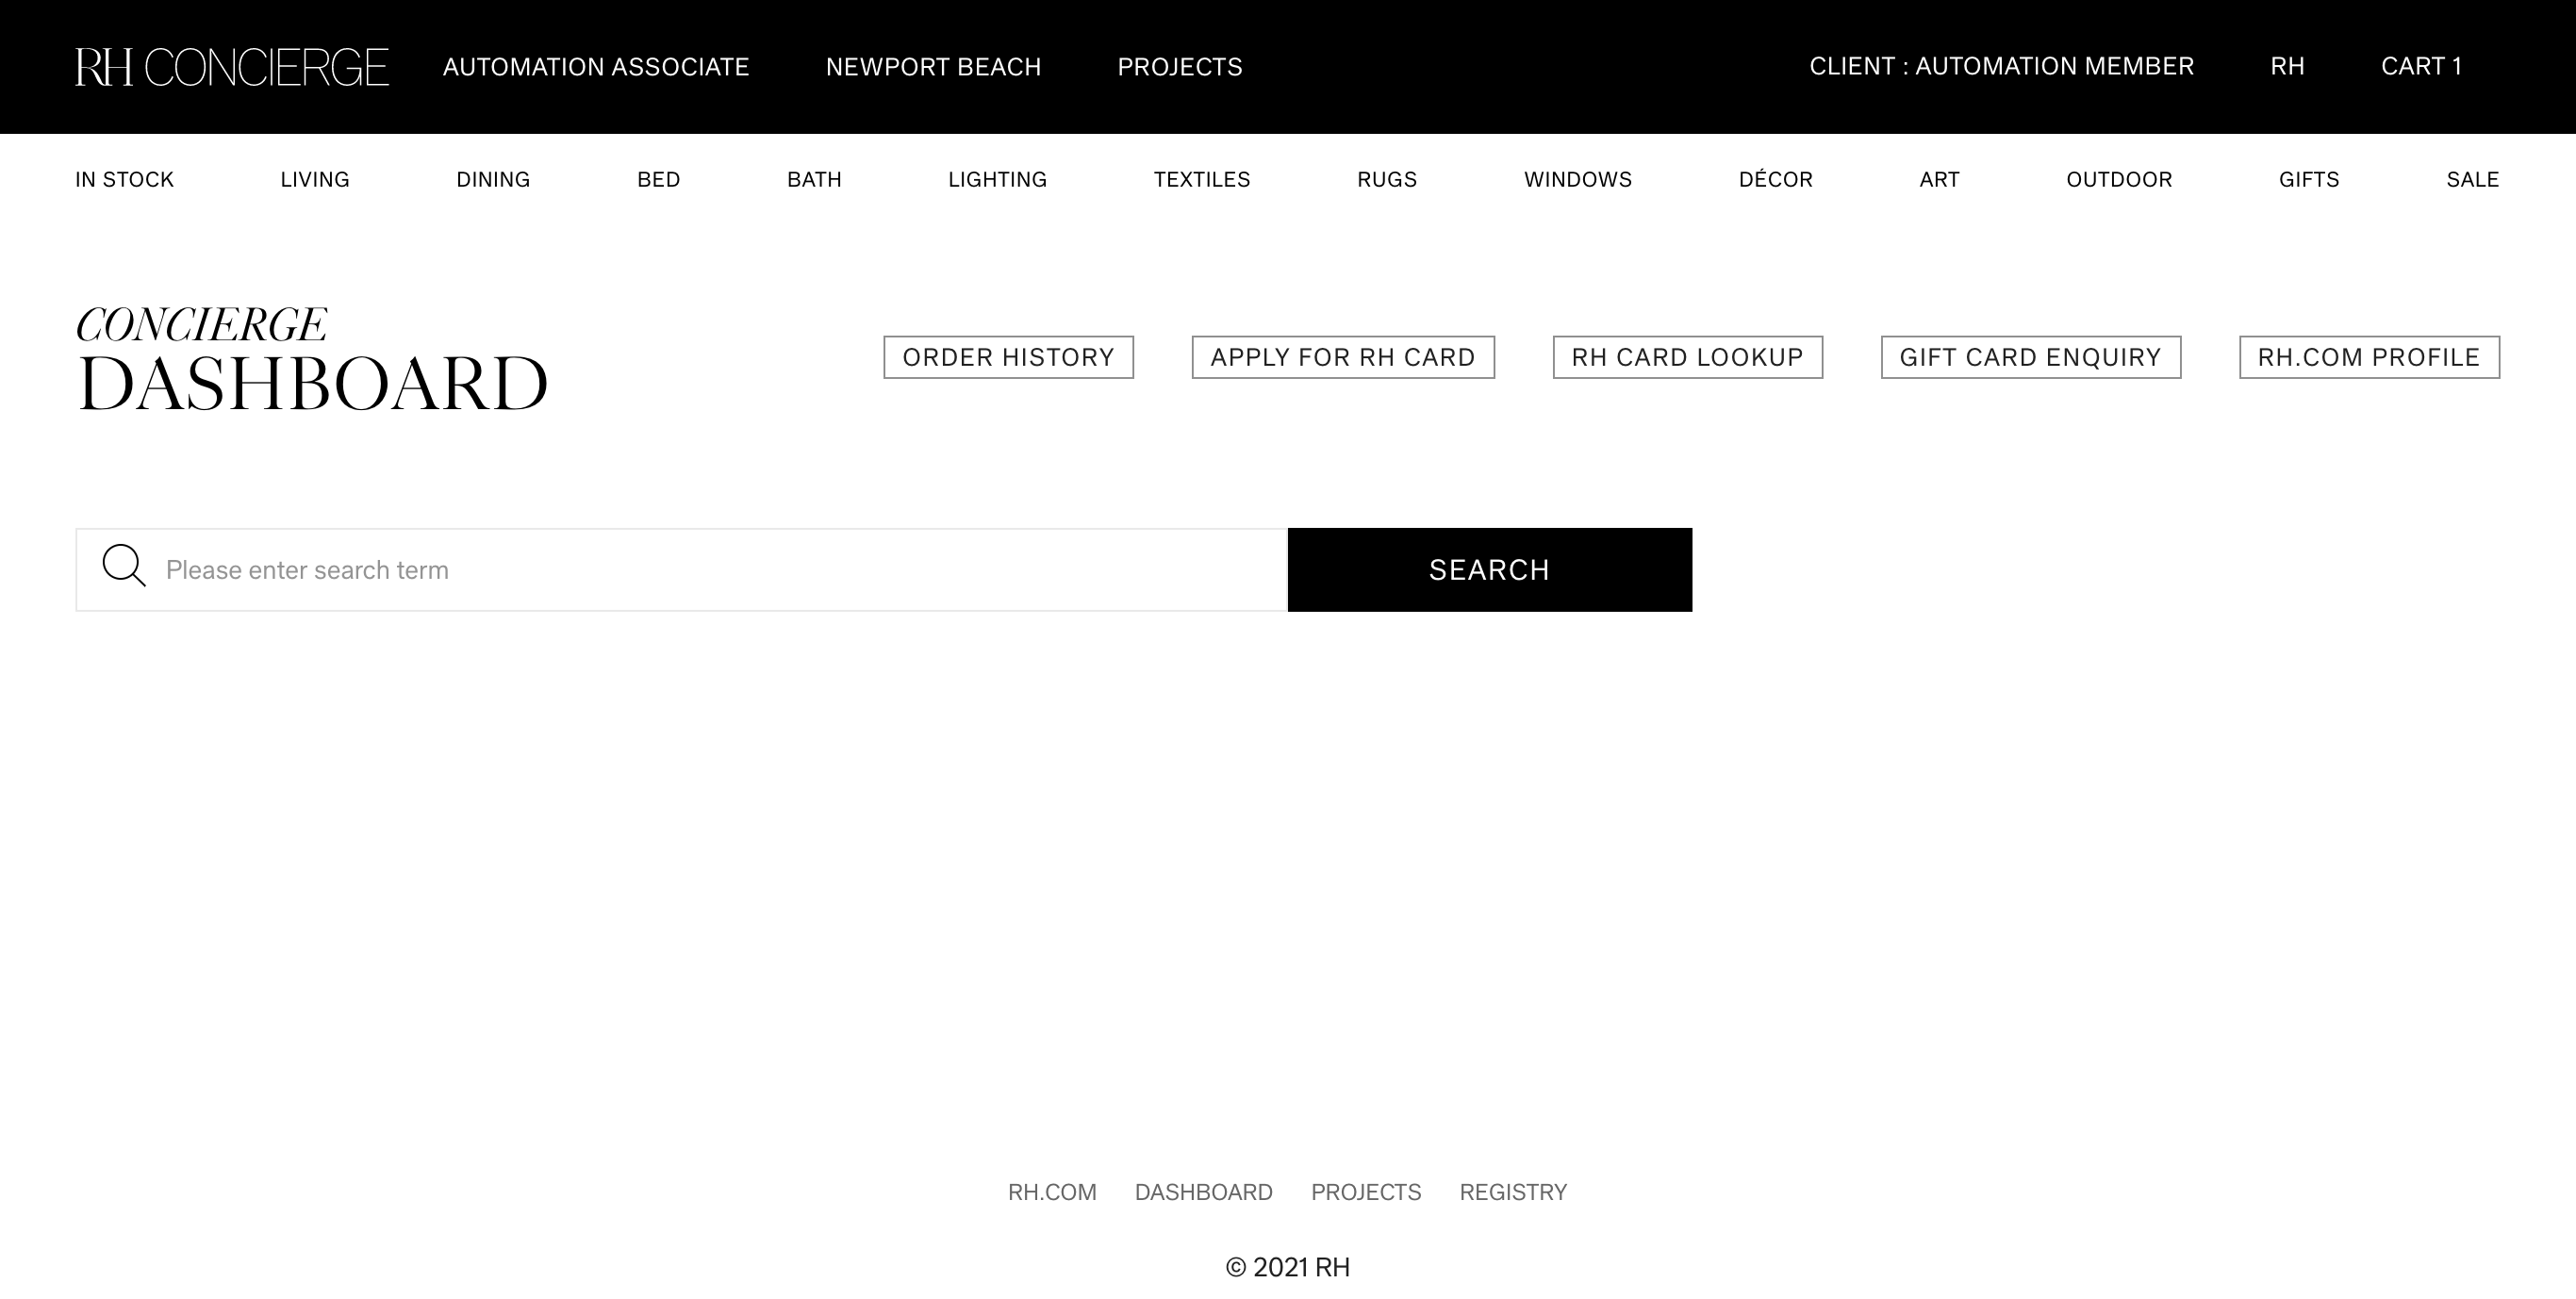 RH CONCIERGE AUTOMATION ASSOCIATE NEWPORT BEACH PROJECTS CLIENT : AUTOMATION MEMBER RH CART 1
IN STOCK LIVING DINING BED BATH LIGHTING TEXTILES RUGS WINDOWS DÉCOR ART OUTDOOR GIFTS SALE
CONCIERGE
DASHBOARD
ORDER HISTORY APPLY FOR RH CARD RH CARD LOOKUP GIFT CARD ENQUIRY RH.COM PROFILE
Please enter search term SEARCH
RH.COM DASHBOARD PROJECTS REGISTRY
© 2021 RH